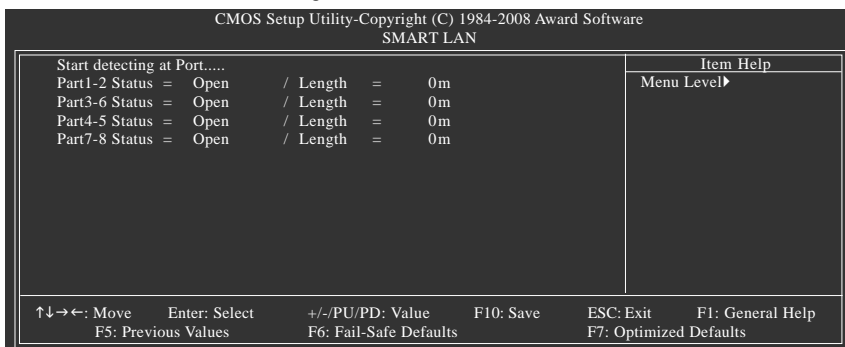 CMOS Setup Utility-Copyright (C) 1984-2008 Award Software
SMART LAN
Start detecting at Port.....
Part1-2 Status = Open / Length = 0m
Part3-6 Status = Open / Length = 0m
Part4-5 Status = Open / Length = 0m
Part7-8 Status = Open / Length = 0m
Item Help
Menu Level▶
↑↓→←: Move Enter: Select +/-/PU/PD: Value F10: Save ESC: Exit F1: General Help
F5: Previous Values F6: Fail-Safe Defaults F7: Optimized Defaults